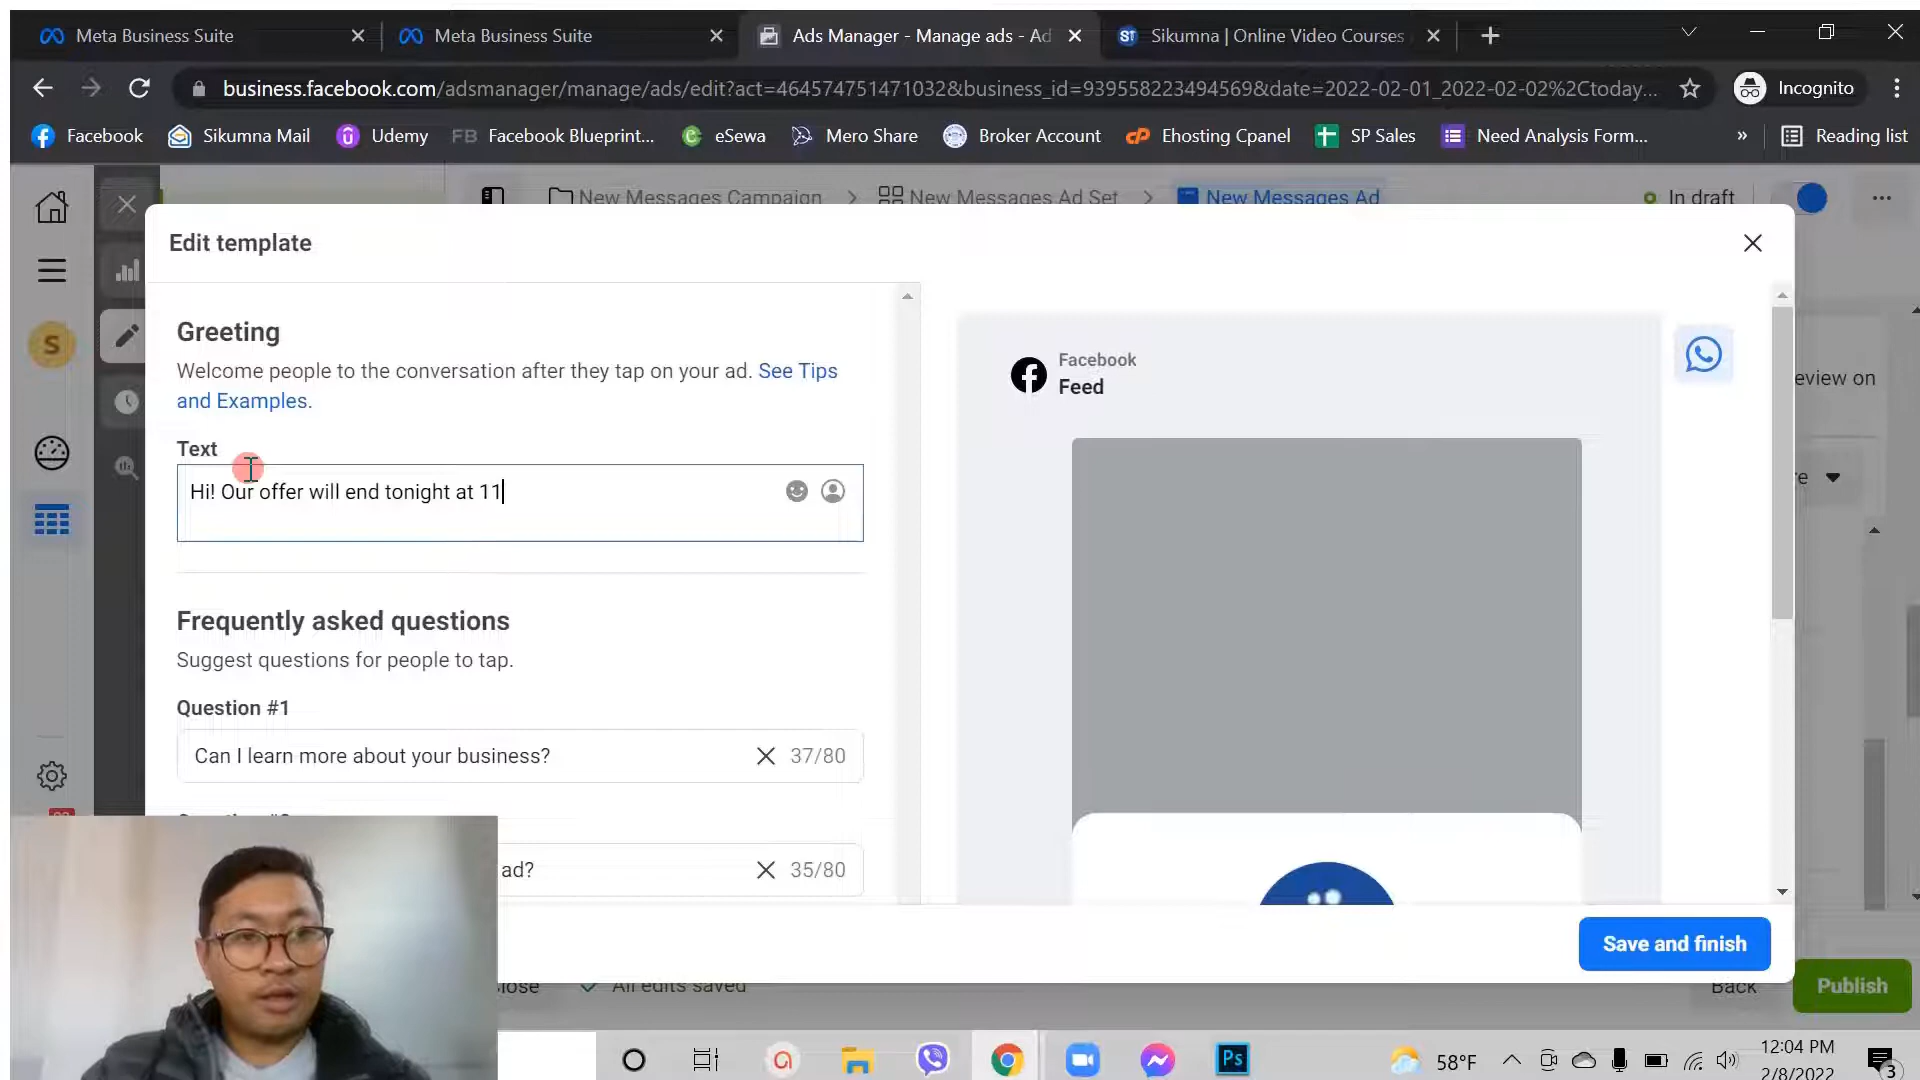 Meta Business Suite
Meta Business Suite
Ads Manager - Manage ads - Ad
ST
Sikumna | Online Video Courses
business.facebook.com/adsmanager/manage/ads/edit?act=464574751471032&business_id=939558223494569&date=2022-02-01_2022-02-02%2Ctoday...
Incognito
Facebook
Sikumna Mail
Udemy
FB Facebook Blueprint...
eSewa
Mero Share
Broker Account
Ehosting Cpanel
SP Sales
Need Analysis Form...
»
Reading list
New Messages Campaign
New Messages Ad Set
New Messages Ad
In draft
Edit template
S
Greeting
Welcome people to the conversation after they tap on your ad. See Tips
and Examples.
Text
Hi! Our offer will end tonight at 11
Frequently asked questions
Suggest questions for people to tap.
Question #1
Can I learn more about your business?
37/80
ad?
35/80
Facebook
Feed
eview on
e
Save and finish
lose
All edits saved
Back
Publish
Ps
58°F
12:04 PM
2/8/2022
3